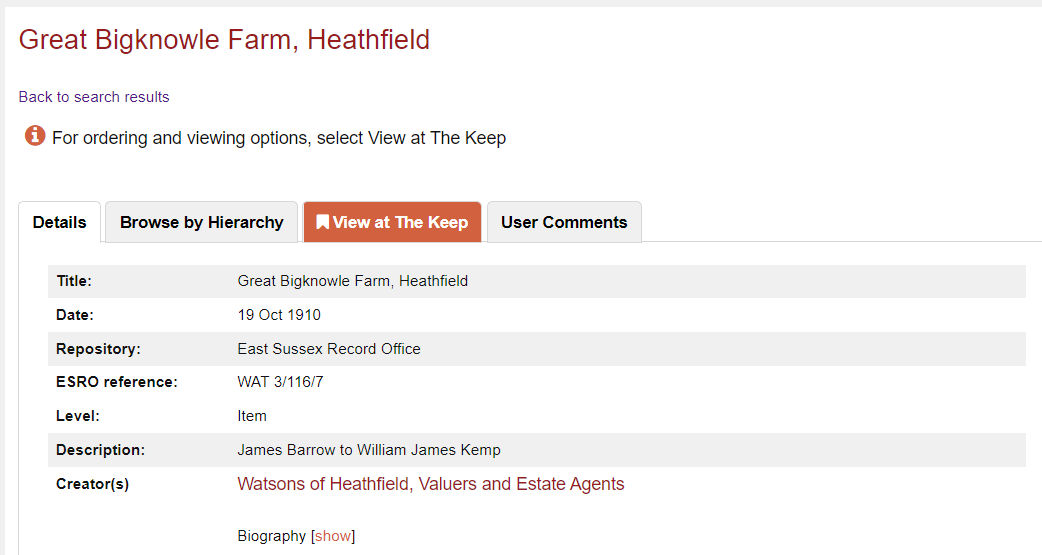 Great Bigknowle Farm, Heathfield
Back to search results
For ordering and viewing options, select View at The Keep
Details Browse by Hierarchy View at The Keep User Comments
Title: Great Bigknowle Farm, Heathfield
Date: 19 Oct 1910
Repository: East Sussex Record Office
ESRO reference: WAT 3/116/7
Level: Item
Description: James Barrow to William James Kemp
Creator(s) Watsons of Heathfield, Valuers and Estate Agents
Biography [show]